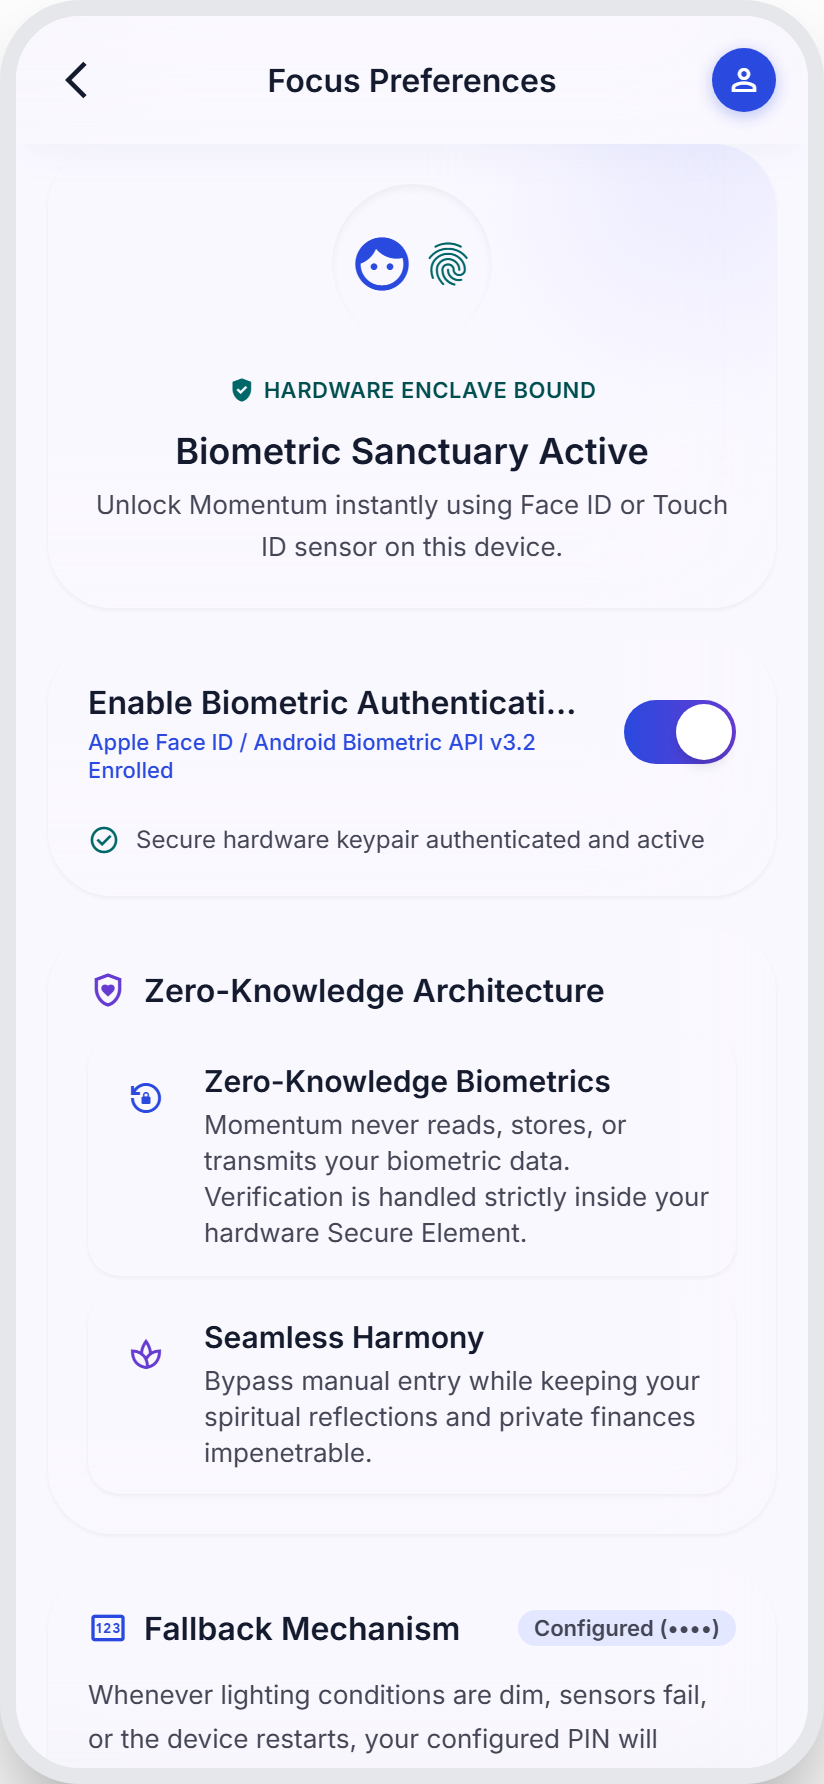 Focus Preferences
HARDWARE ENCLAVE BOUND
Biometric Sanctuary Active
Unlock Momentum instantly using Face ID or Touch
ID sensor on this device.
Enable Biometric Authenticati...
Apple Face ID / Android Biometric API v3.2
Enrolled
Secure hardware keypair authenticated and active
Zero-Knowledge Architecture
Zero-Knowledge Biometrics
Momentum never reads, stores, or
transmits your biometric data.
Verification is handled strictly inside your
hardware Secure Element.
Seamless Harmony
Bypass manual entry while keeping your
spiritual reflections and private finances
impenetrable.
123 Fallback Mechanism Configured (••••)
Whenever lighting conditions are dim, sensors fail,
or the device restarts, your configured PIN will